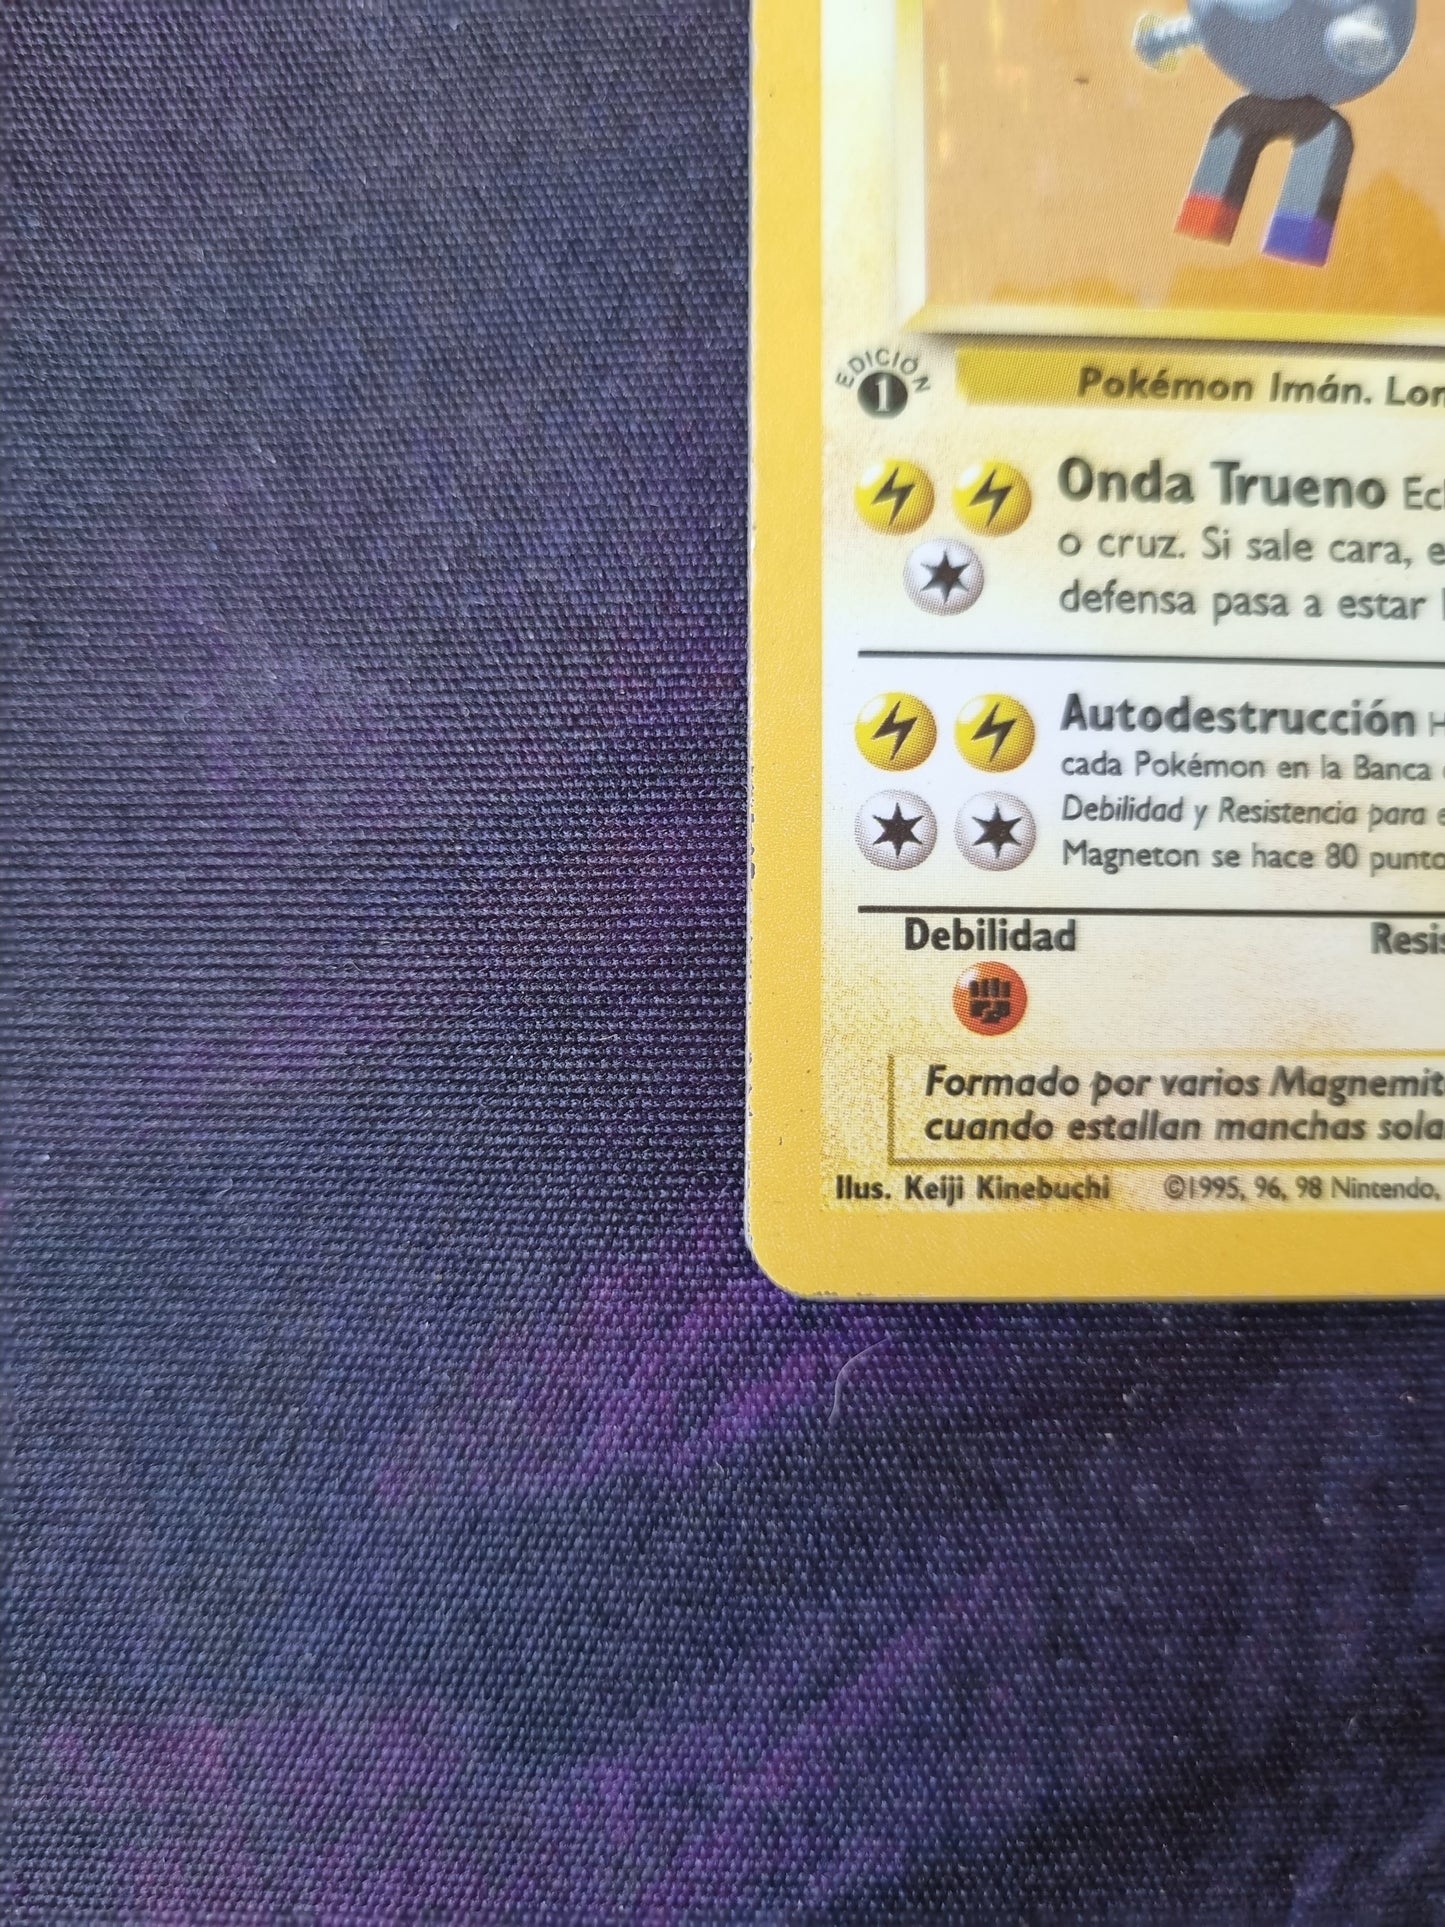 EDICIÓN
1
Pokémon Imán. Lon
Onda Trueno Ech
o cruz. Si sale cara, e
defensa pasa a estar
Autodestrucción H
cada Pokémon en la Banca
Debilidad y Resistencia para e
Magneton se hace 80 punto
Debilidad Resis
Formado por varios Magnemit
cuando estallan manchas sola
Ilus. Keiji Kinebuchi ©1995, 96, 98 Nintendo,